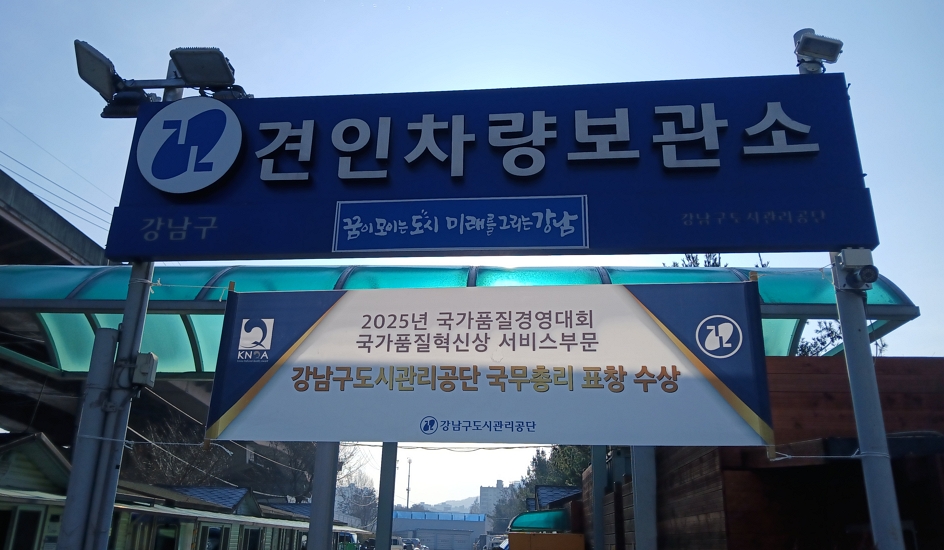 견인차량보관소
강남구
꿈이 모이는 도시 미래를 그리는 강남
강남구도시관리공단
KNQA
2025년 국가품질경영대회
국가품질혁신상 서비스부문
강남구도시관리공단 국무총리 표창 수상
강남구도시관리공단